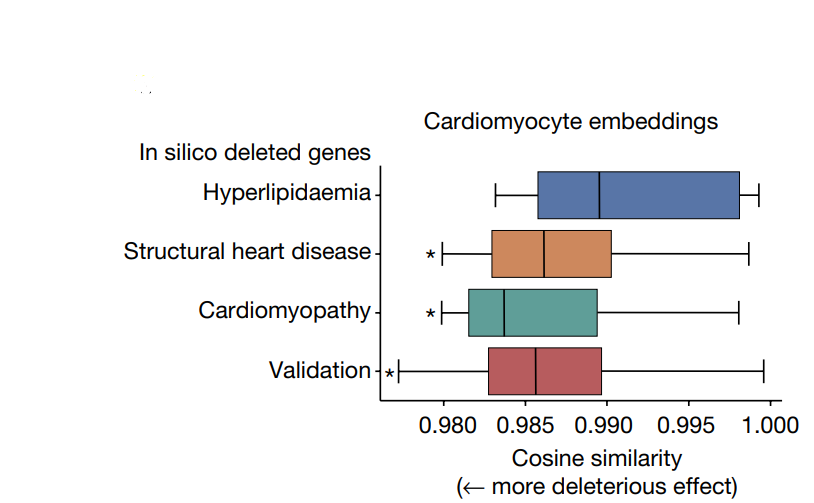 Cardiomyocyte embeddings
In silico deleted genes
Hyperlipidaemia
Structural heart disease *
Cardiomyopathy *
Validation *
0.980 0.985 0.990 0.995 1.000
Cosine similarity
(← more deleterious effect)